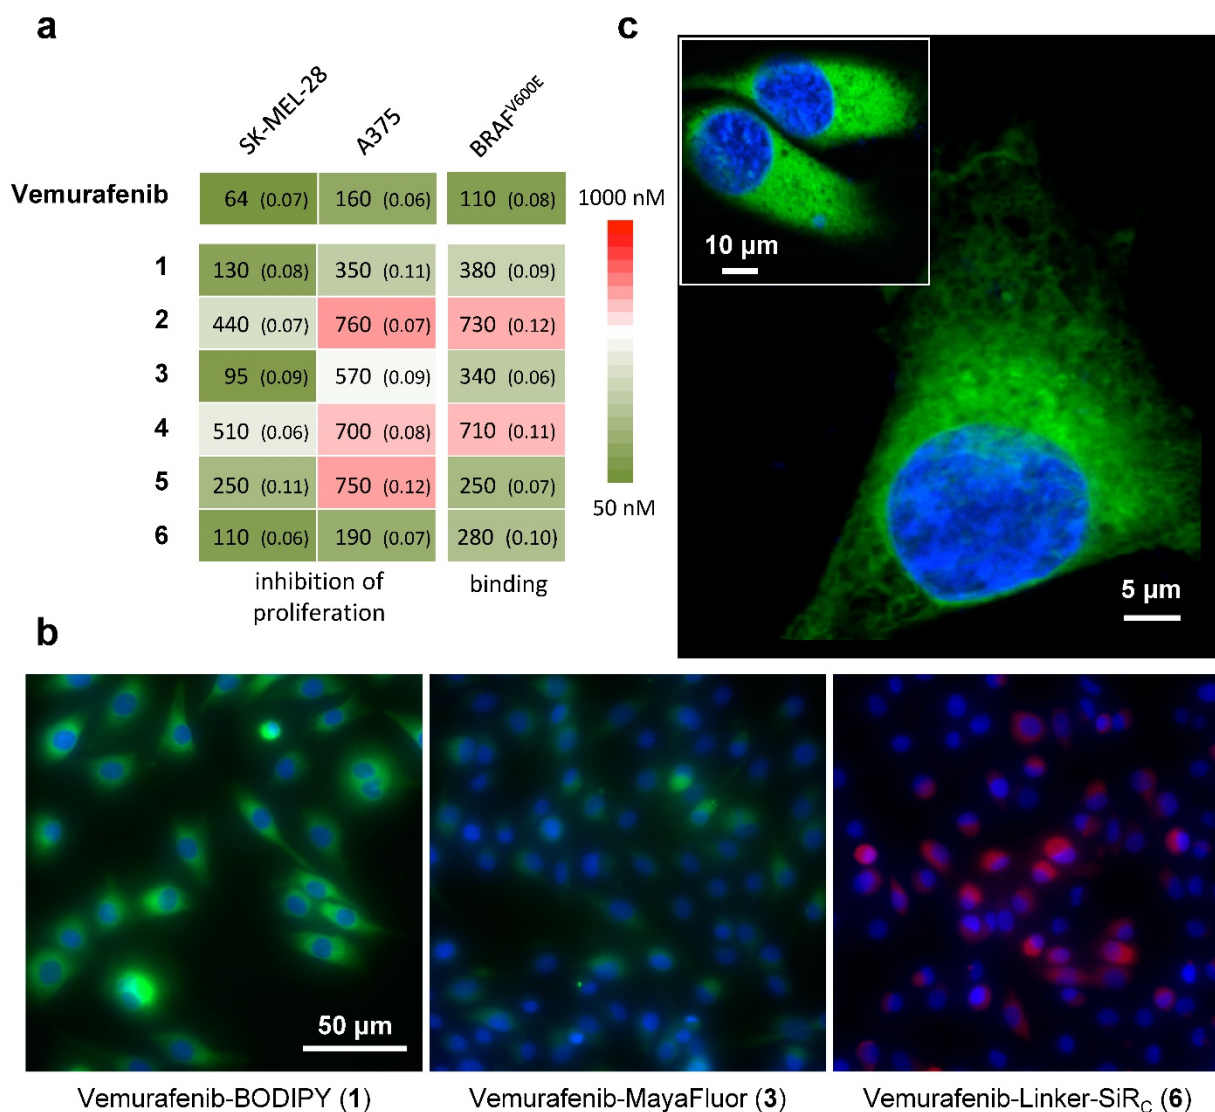 a
SK-MEL-28 A375 BRAFV600E
Vemurafenib 64 (0.07) 160 (0.06) 110 (0.08)
1 130 (0.08) 350 (0.11) 380 (0.09)
2 440 (0.07) 760 (0.07) 730 (0.12)
3 95 (0.09) 570 (0.09) 340 (0.06)
4 510 (0.06) 700 (0.08) 710 (0.11)
5 250 (0.11) 750 (0.12) 250 (0.07)
6 110 (0.06) 190 (0.07) 280 (0.10)
inhibition of
proliferation
binding
1000 nM
50 nM
c
10 µm
5 µm
b
50 µm
Vemurafenib-BODIPY (1)
Vemurafenib-MayaFluor (3)
Vemurafenib-Linker-SiRC (6)